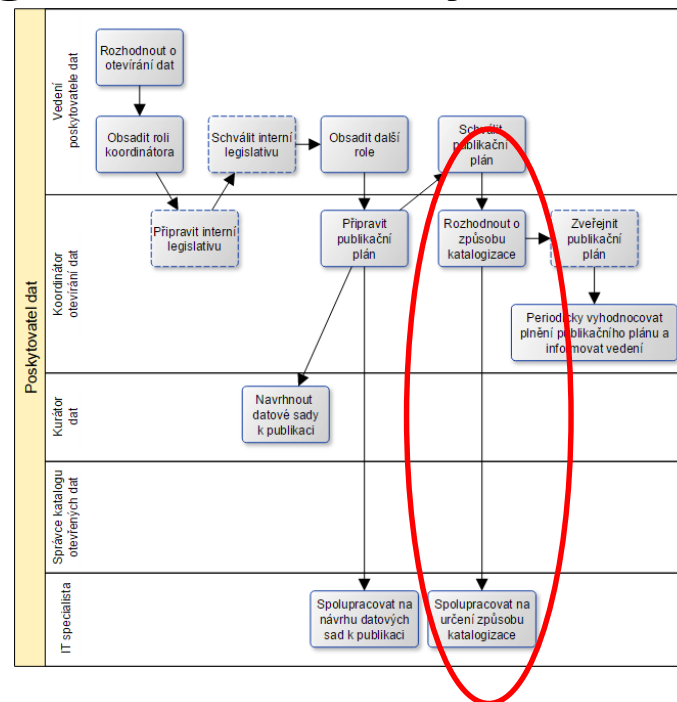 Poskytovatel dat
Vedení
poskytovatele dat
Rozhodnout o
otevírání dat
Obsadit roli
koordinátora
Schválit interní
legislativu
Obsadit další
role
Schválit
publikační
plán
Koordinátor
otevírání dat
Připravit interní
legislativu
Připravit
publikační
plán
Rozhodnout o
způsobu
katalogizace
Zveřejnit
publikační
plán
Periodicky vyhodnocovat
plnění publikačního plánu a
informovat vedení
Kurátor
dat
Navrhnout
datové sady
k publikaci
Správce katalogu
otevřených dat
IT specialista
Spolupracovat na
návrhu datových
sad k publikaci
Spolupracovat na
určení způsobu
katalogizace